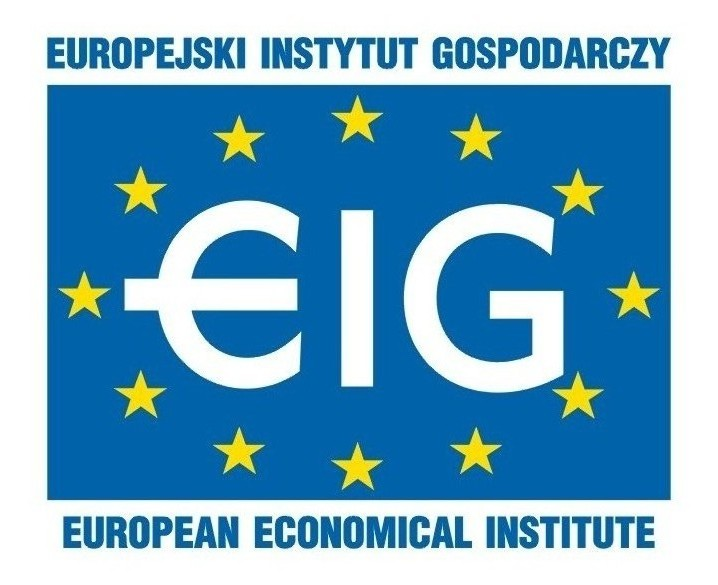 EUROPEJSKI INSTYTUT GOSPODARCZY
€IG
EUROPEAN ECONOMICAL INSTITUTE